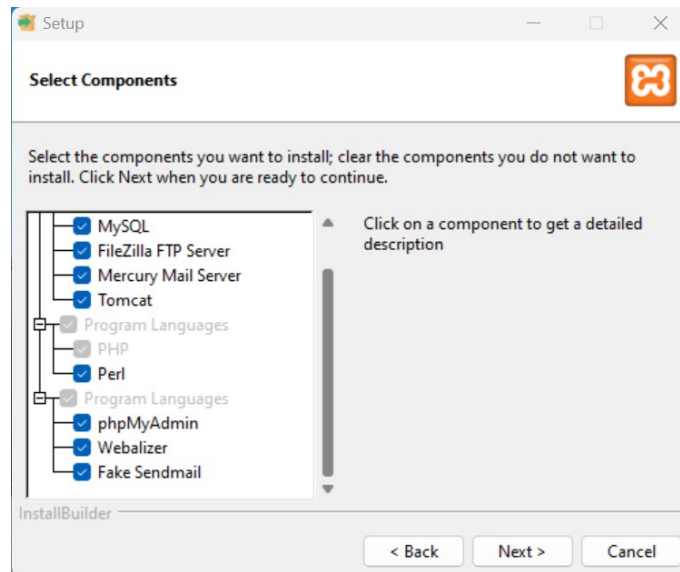 Setup
Select Components
Select the components you want to install; clear the components you do not want to
install. Click Next when you are ready to continue.
MySQL
FileZilla FTP Server
Mercury Mail Server
Tomcat
Program Languages
PHP
Perl
Program Languages
phpMyAdmin
Webalizer
Fake Sendmail
Click on a component to get a detailed
description
InstallBuilder
< Back
Next >
Cancel